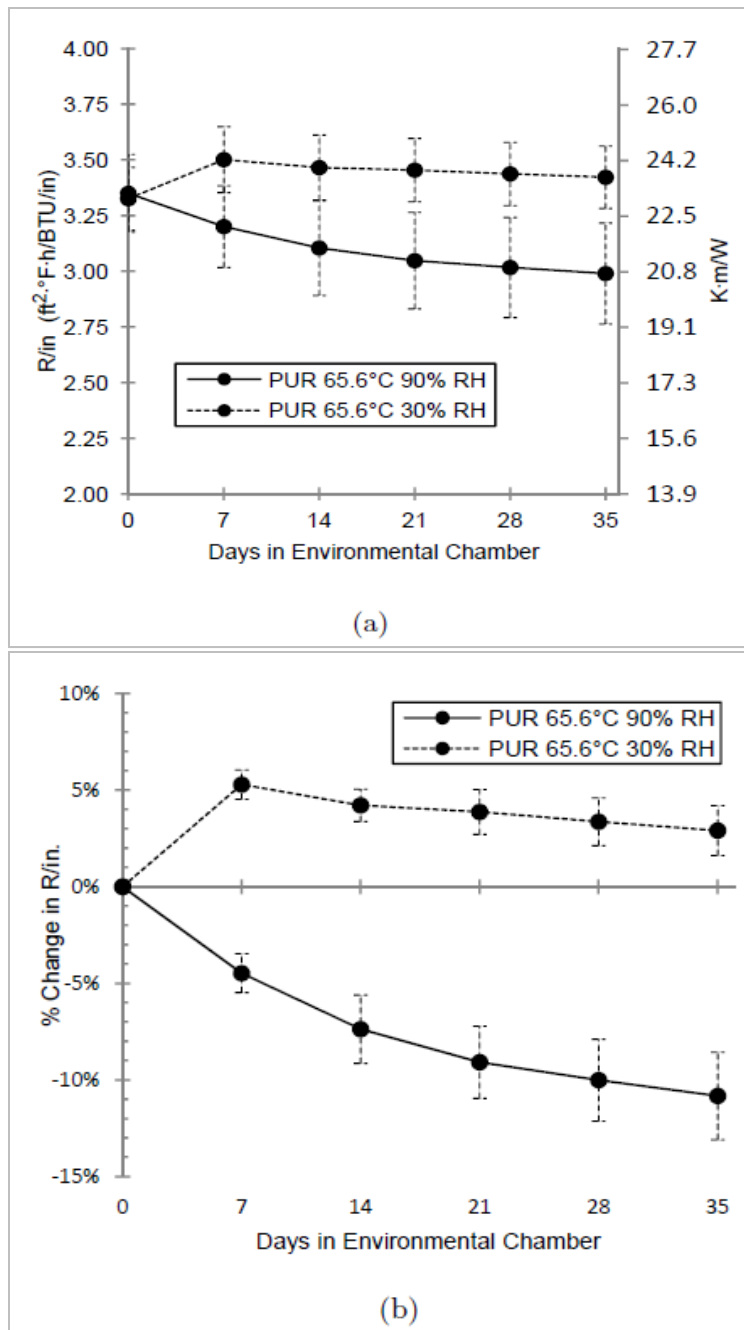 4.00
3.75
3.50
3.25
3.00
2.75
2.50
2.25
2.00
R/in (ft²·°F·h/BTU/in)
27.7
26.0
24.2
22.5
20.8
19.1
17.3
15.6
13.9
K·m/W
PUR 65.6°C 90% RH
PUR 65.6°C 30% RH
0 7 14 21 28 35
Days in Environmental Chamber
(a)
10%
5%
0%
-5%
-10%
-15%
% Change in R/in.
PUR 65.6°C 90% RH
PUR 65.6°C 30% RH
0 7 14 21 28 35
Days in Environmental Chamber
(b)